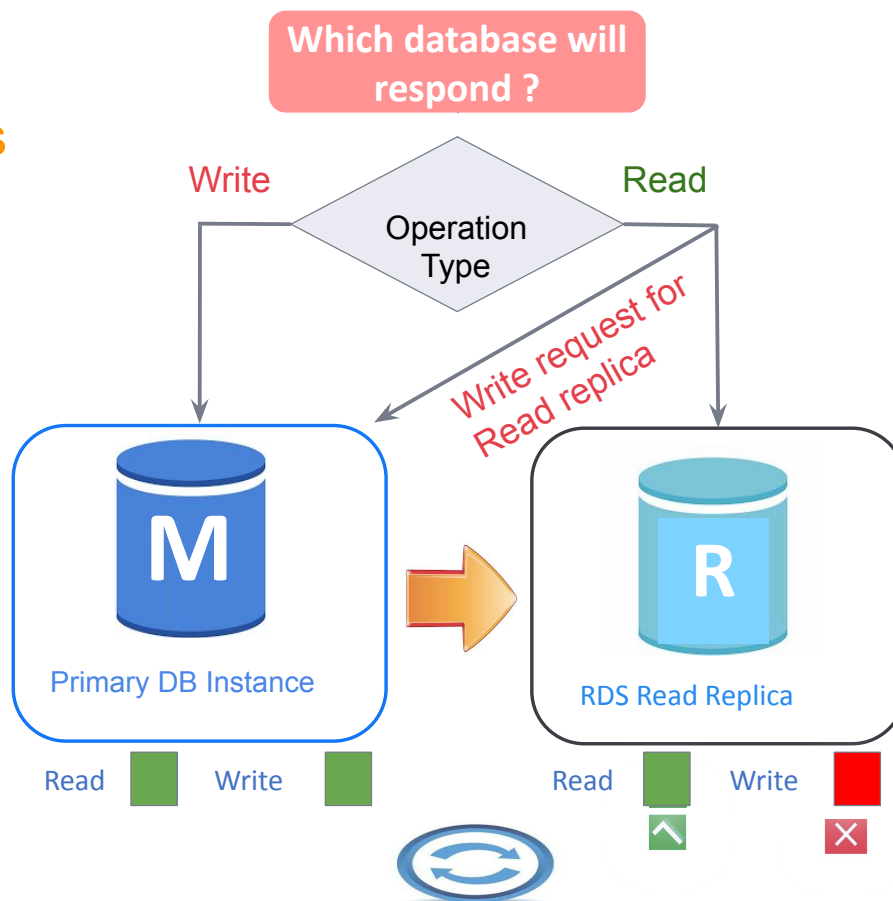 Which database will
respond ?
s
Write
Read
Operation
Type
Write request for
Read replica
M
R
Primary DB Instance
RDS Read Replica
Read Write
Read Write